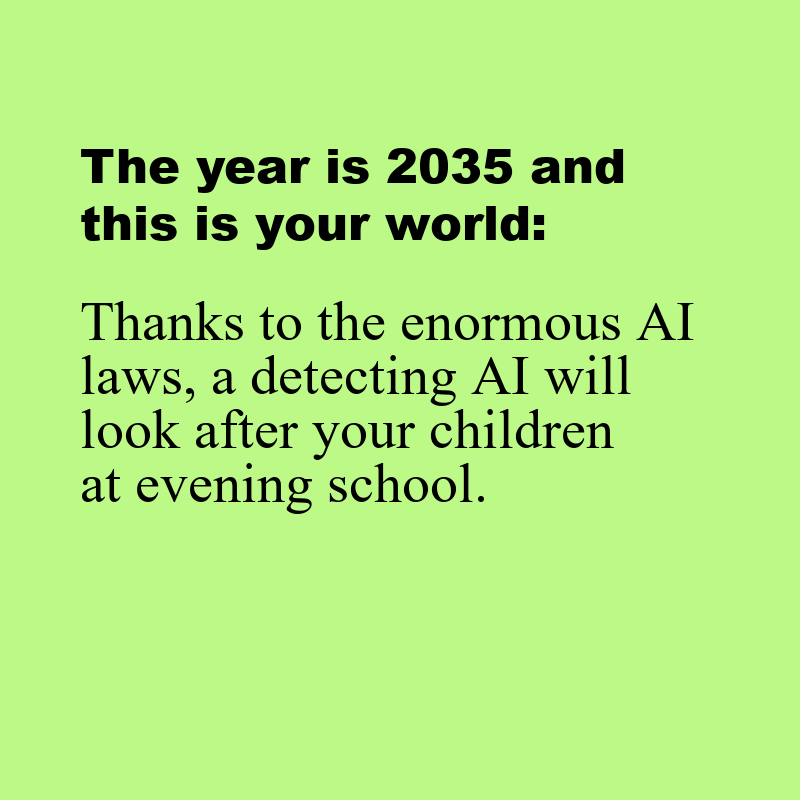 The year is 2035 and
this is your world:
Thanks to the enormous AI
laws, a detecting AI will
look after your children
at evening school.